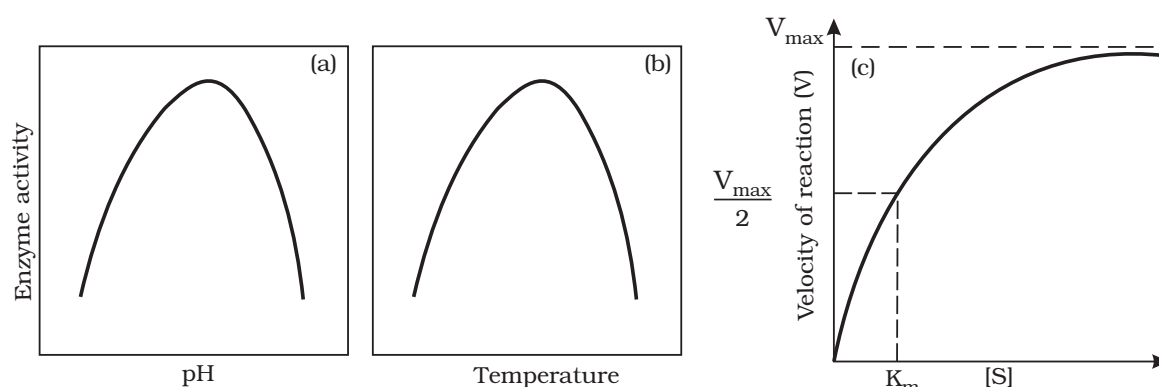 Enzyme activity
(a)
pH
(b)
Temperature
V_max
V_max
2
Velocity of reaction (V)
(c)
K_m
[S]